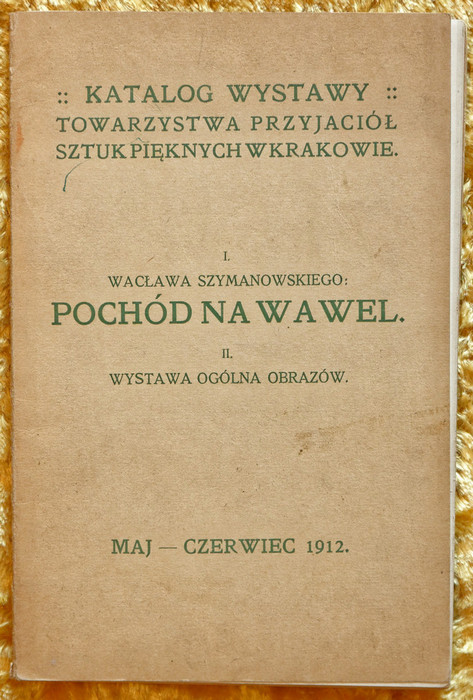 :: KATALOG WYSTAWY ::
TOWARZYSTWA PRZYJACIÓŁ
SZTUK PIĘKNYCH W KRAKOWIE.
I.
WACŁAWA SZYMANOWSKIEGO:
POCHÓD NA WAWEL.
II.
WYSTAWA OGÓLNA OBRAZÓW.
MAJ — CZERWIEC 1912.